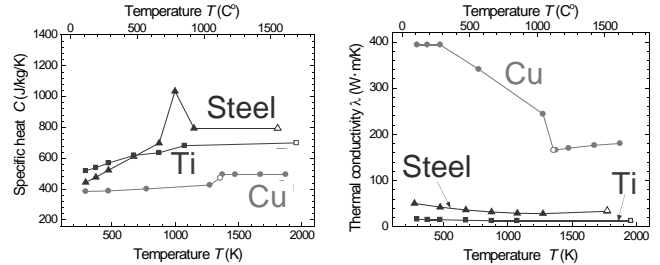 Temperature T (C°)
0 500 1000 1500
1400
1200
1000
800
600
400
200
Specific heat C (J/kg/K)
Steel
Ti
Cu
500 1000 1500 2000
Temperature T (K)
Temperature T (C°)
0 500 1000 1500
400
300
200
100
0
Thermal conductivity λ (W·m/K)
Cu
Steel
Ti
500 1000 1500 2000
Temperature T (K)